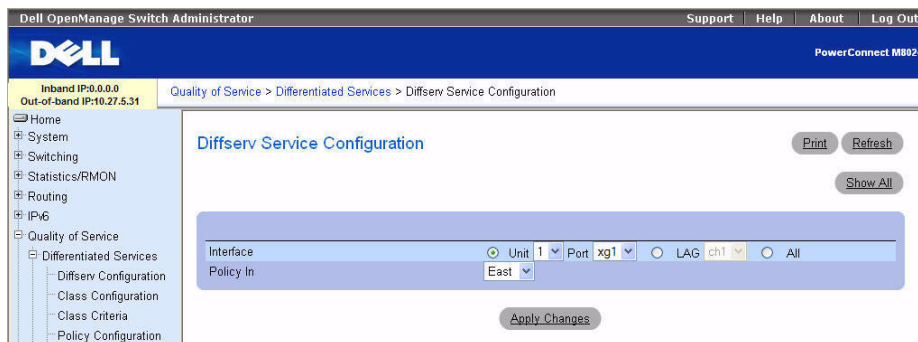 Dell OpenManage Switch Administrator
Support | Help | About | Log Out
DELL
PowerConnect M802
Inband IP:0.0.0.0
Out-of-band IP:10.27.5.31
Quality of Service > Differentiated Services > Diffserv Service Configuration
Home
System
Switching
Statistics/RMON
Routing
IPv6
Quality of Service
Differentiated Services
Diffserv Configuration
Class Configuration
Class Criteria
Policy Configuration
Diffserv Service Configuration
Print Refresh
Show All
Interface Unit 1 Port xg1 LAG ch1 All
Policy In East
Apply Changes